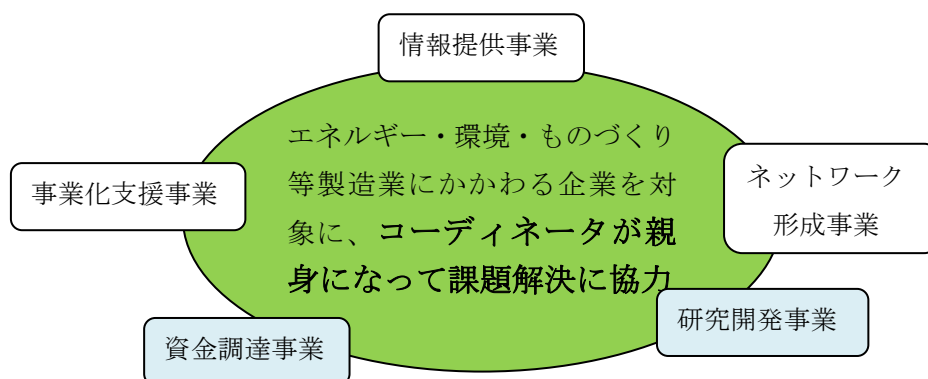 情報提供事業
エネルギー・環境・ものづくり
等製造業にかかわる企業を対
象に、コーディネータが親
身になって課題解決に協力
事業化支援事業
ネットワーク
形成事業
資金調達事業
研究開発事業